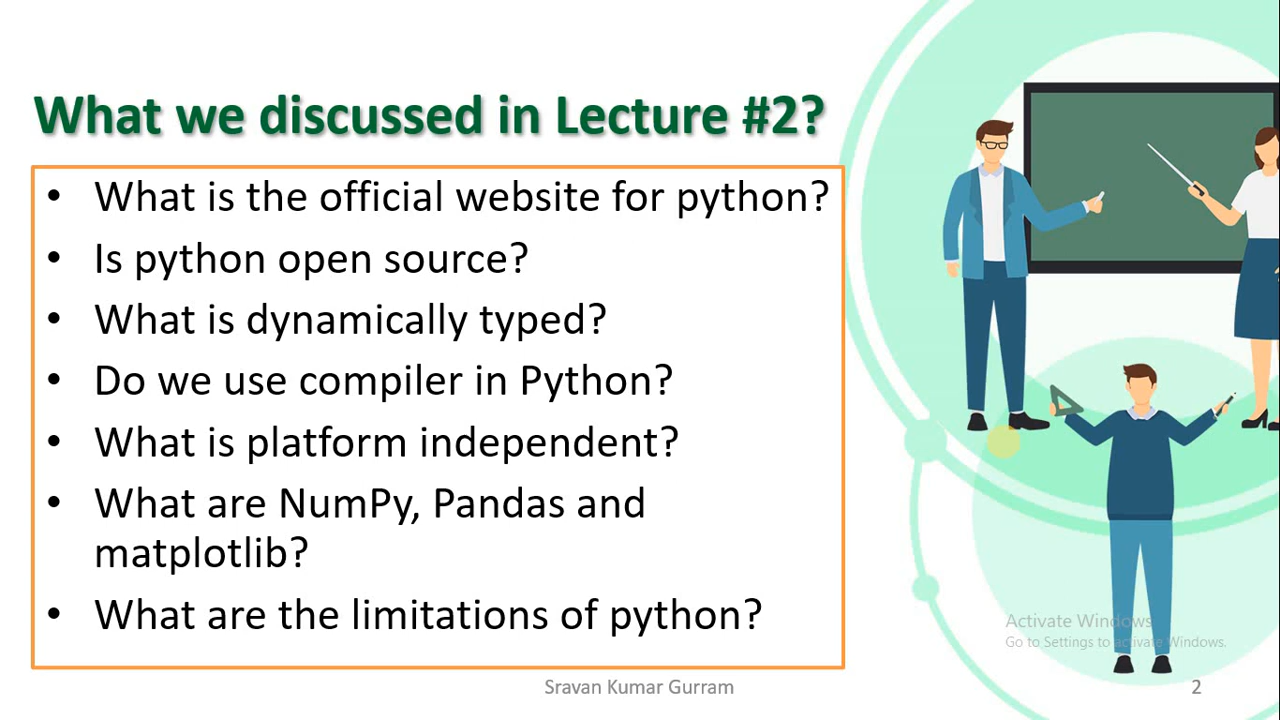 What we discussed in Lecture #2?
• What is the official website for python?
• Is python open source?
• What is dynamically typed?
• Do we use compiler in Python?
• What is platform independent?
• What are NumPy, Pandas and
matplotlib?
• What are the limitations of python?
Activate Windows
Go to Settings to activate Windows.
Sravan Kumar Gurram
2